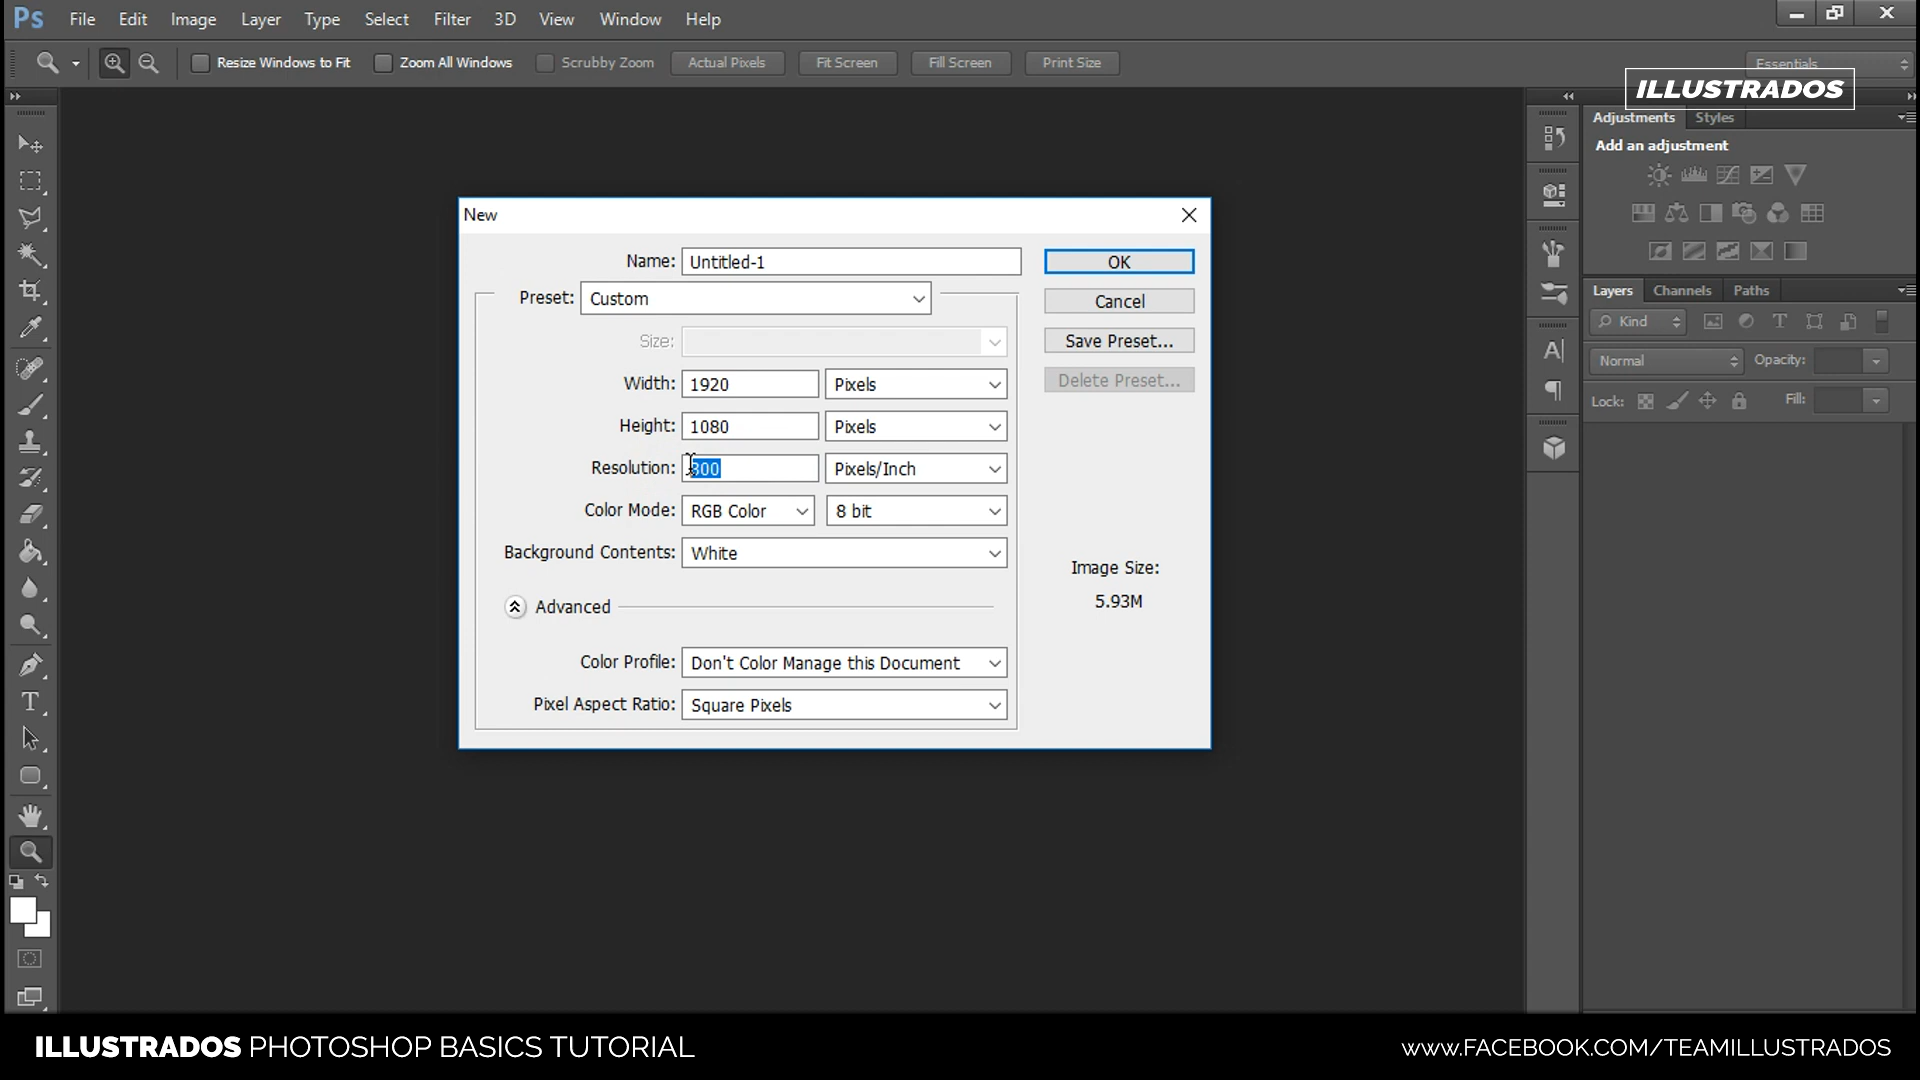 Ps File Edit Image Layer Type Select Filter 3D View Window Help
Resize Windows to Fit Zoom All Windows Scrubby Zoom Actual Pixels Fit Screen Fill Screen Print Size Essentials
ILLUSTRADOS
Adjustments Styles
Add an adjustment
New
Name: Untitled-1 OK
Preset: Custom Cancel
Size: Save Preset...
Width: 1920 Pixels Delete Preset...
Height: 1080 Pixels
Resolution: 300 Pixels/Inch
Color Mode: RGB Color 8 bit
Background Contents: White
Image Size:
5.93M
Advanced
Color Profile: Don't Color Manage this Document
Pixel Aspect Ratio: Square Pixels
Layers Channels Paths
Kind
Normal Opacity:
Lock: Fill:
ILLUSTRADOS PHOTOSHOP BASICS TUTORIAL
www.FACEBOOK.COM/TEAMILLUSTRADOS